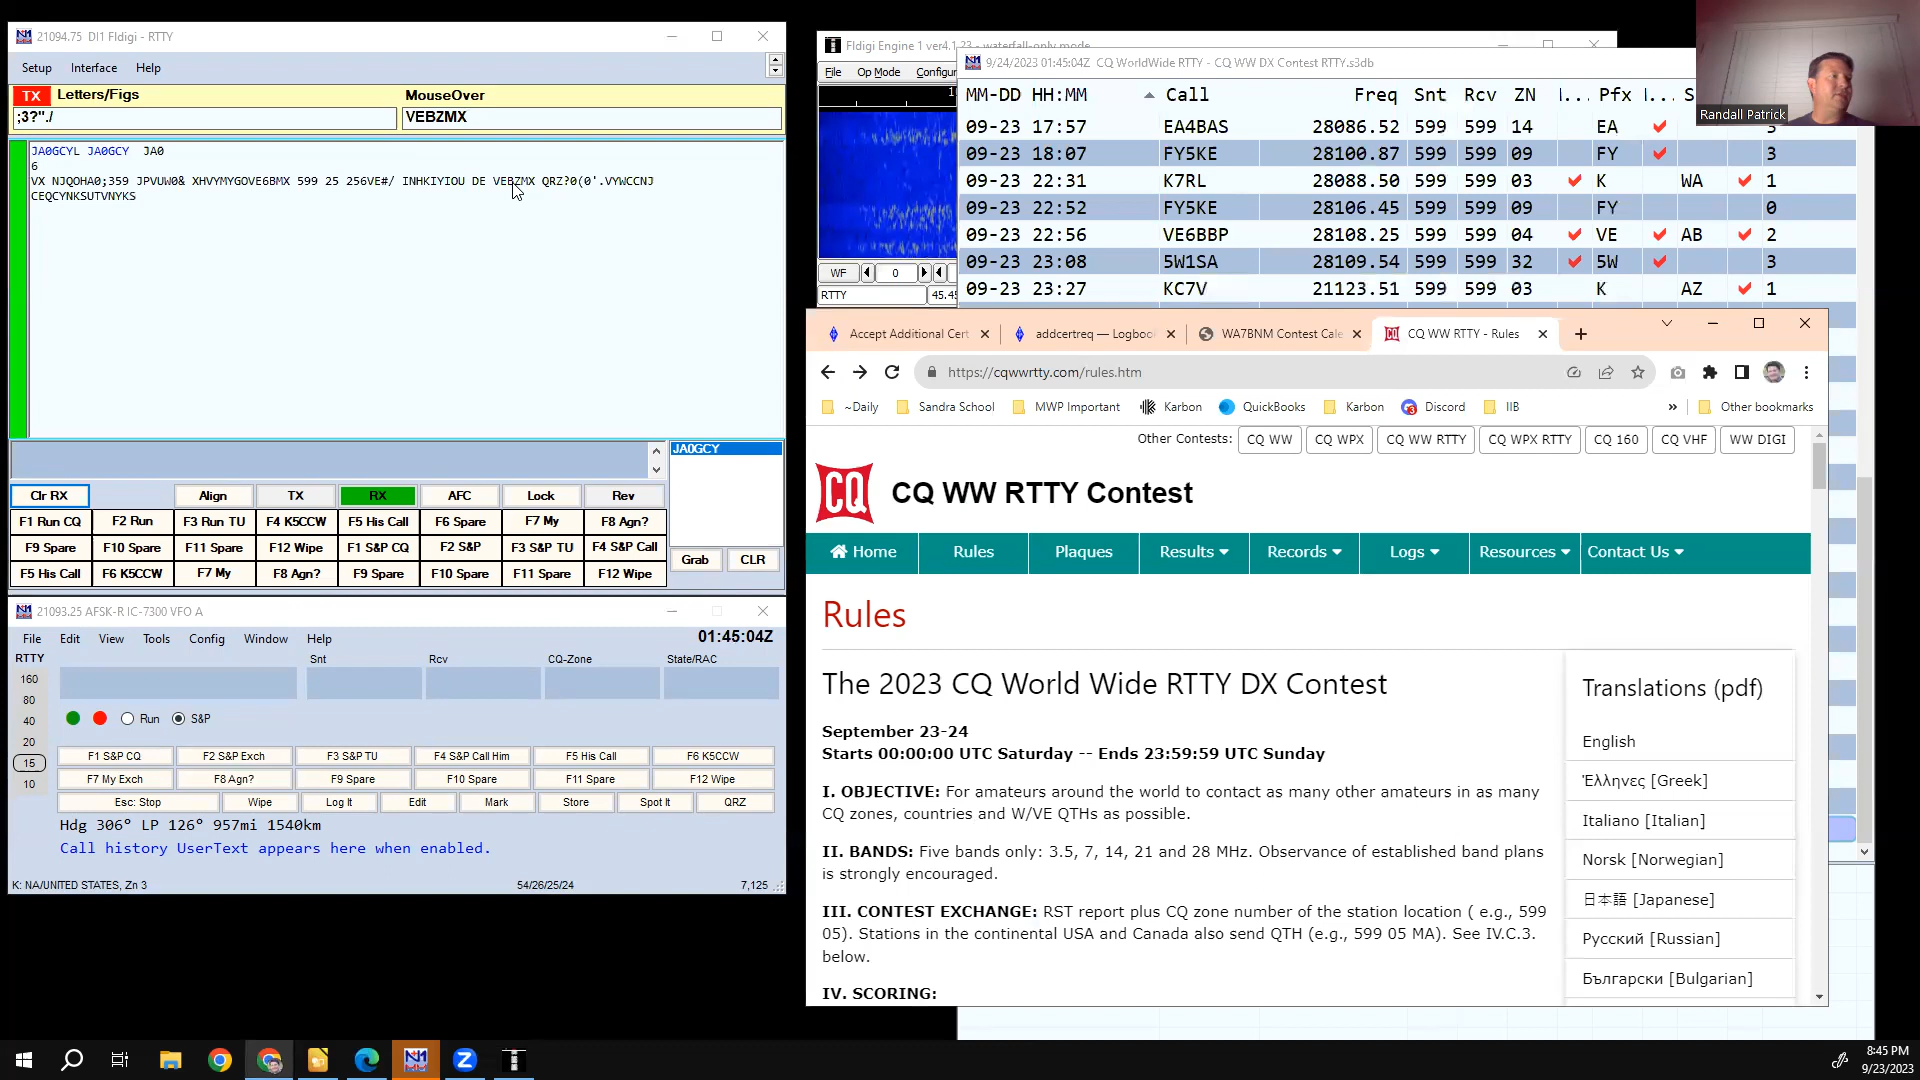 21094.75 DI1 Fldigi - RTTY
Setup Interface Help
TX Letters/Figs MouseOver
;3?"./ VEBZMX
JA0GCYL JA0GCY JA0
6
VX NJQOHA0;359 JPVUW0& XHVYMYGOVE6BMX 599 25 256VE#/ INHKIYIOU DE VEBZMX QRZ?0(0'.VYWCCNJ
CEQCYNKSUTVNYKS
JA0GCY
Clr RX Align TX RX AFC Lock Rev
F1 Run CQ F2 Run F3 Run TU F4 K5CCW F5 His Call F6 Spare F7 My F8 Agn?
F9 Spare F10 Spare F11 Spare F12 Wipe F1 S&P CQ F2 S&P F3 S&P TU F4 S&P Call
F5 His Call F6 K5CCW F7 My F8 Agn? F9 Spare F10 Spare F11 Spare F12 Wipe
Grab CLR
21093.25 AFSK-R IC-7300 VFO A
File Edit View Tools Config Window Help 01:45:04Z
RTTY Snt Rcv CQ-Zone State/RAC
160
80
40
20
15
10
Run S&P
F1 S&P CQ F2 S&P Exch F3 S&P TU F4 S&P Call Him F5 His Call F6 K5CCW
F7 My Exch F8 Agn? F9 Spare F10 Spare F11 Spare F12 Wipe
Esc: Stop Wipe Log It Edit Mark Store Spot It QRZ
Hdg 306° LP 126° 957mi 1540km
Call history UserText appears here when enabled.
K: NA/UNITED STATES, Zn 3 54/26/25/24 7,125
Fldigi Engine 1 ver4.1.23 - waterfall-only mode
File Op Mode Configur
WF 0
RTTY 45.45
9/24/2023 01:45:04Z CQ WorldWide RTTY - CQ WW DX Contest RTTY.s3db
MM-DD HH:MM Call Freq Snt Rcv ZN I... Pfx I... S
09-23 17:57 EA4BAS 28086.52 599 599 14 EA 3
09-23 18:07 FY5KE 28100.87 599 599 09 FY 3
09-23 22:31 K7RL 28088.50 599 599 03 K WA 1
09-23 22:52 FY5KE 28106.45 599 599 09 FY 0
09-23 22:56 VE6BBP 28108.25 599 599 04 VE AB 2
09-23 23:08 5W1SA 28109.54 599 599 32 5W 3
09-23 23:27 KC7V 21123.51 599 599 03 K AZ 1
Randall Patrick
Accept Additional Cert addcertreq — Logbook WA7BNM Contest Cale CQ WW RTTY - Rules
https://cqwwrtty.com/rules.htm
~Daily Sandra School MWP Important Karbon QuickBooks Karbon Discord IIB » Other bookmarks
Other Contests: CQ WW CQ WPX CQ WW RTTY CQ WPX RTTY CQ 160 CQ VHF WW DIGI
CQ CQ WW RTTY Contest
Home Rules Plaques Results Records Logs Resources Contact Us
Rules
The 2023 CQ World Wide RTTY DX Contest
September 23-24
Starts 00:00:00 UTC Saturday -- Ends 23:59:59 UTC Sunday
I. OBJECTIVE: For amateurs around the world to contact as many other amateurs in as many
CQ zones, countries and W/VE QTHs as possible.
II. BANDS: Five bands only: 3.5, 7, 14, 21 and 28 MHz. Observance of established band plans
is strongly encouraged.
III. CONTEST EXCHANGE: RST report plus CQ zone number of the station location ( e.g., 599
05). Stations in the continental USA and Canada also send QTH (e.g., 599 05 MA). See IV.C.3.
below.
IV. SCORING:
Translations (pdf)
English
Έλληνες [Greek]
Italiano [Italian]
Norsk [Norwegian]
日本語 [Japanese]
Русский [Russian]
Български [Bulgarian]
8:45 PM
9/23/2023